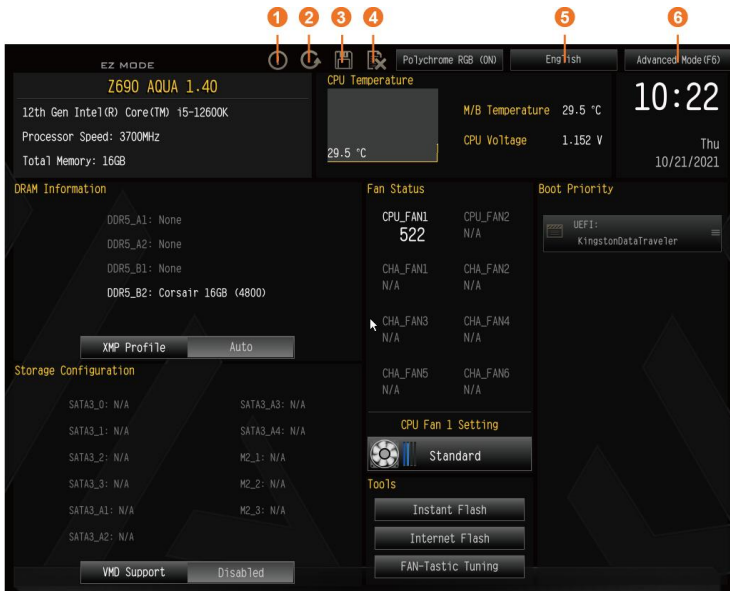 1 2 3 4 5 6
EZ MODE
Polychrome RGB (ON)
English
Advanced Mode(F6)
Z690 AQUA 1.40
12th Gen Intel(R) Core(TM) i5-12600K
Processor Speed: 3700MHz
Total Memory: 16GB
CPU Temperature
29.5 °C
M/B Temperature 29.5 °C
CPU Voltage 1.152 V
10:22
Thu
10/21/2021
DRAM Information
DDR5_A1: None
DDR5_A2: None
DDR5_B1: None
DDR5_B2: Corsair 16GB (4800)
XMP Profile Auto
Storage Configuration
SATA3_0: N/A SATA3_A3: N/A
SATA3_1: N/A SATA3_A4: N/A
SATA3_2: N/A M2_1: N/A
SATA3_3: N/A M2_2: N/A
SATA3_A1: N/A M2_3: N/A
SATA3_A2: N/A
VMD Support Disabled
Fan Status
CPU_FAN1 CPU_FAN2
522 N/A
CHA_FAN1 CHA_FAN2
N/A N/A
CHA_FAN3 CHA_FAN4
N/A N/A
CHA_FAN5 CHA_FAN6
N/A N/A
CPU Fan 1 Setting
Standard
Tools
Instant Flash
Internet Flash
FAN-Tastic Tuning
Boot Priority
UEFI:
KingstonDataTraveler